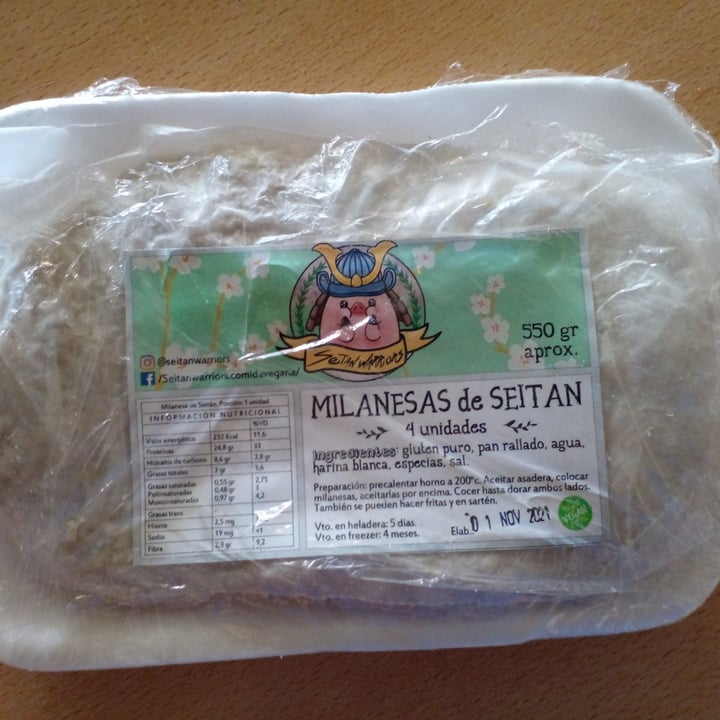 SEITAN WARRIORS
550 gr
aprox.
@seitanwarriors
/Seitanwarriors.comidavegana/
Milanesa de Seitán. Porción: 1 unidad
INFORMACIÓN NUTRICIONAL
%VD
Valor energético 232 Kcal 11,6
Proteínas 24,8 gr 33
Hidratos de carbono 8,6 gr 2,8 gr
Grasas totales 2 gr 3,6
Grasas saturadas 0,55 gr 2,75
Poliinsaturadas 0,48 gr 3
Monoinsaturadas 0,97 gr 4,2
Grasas trans
Hierro 2,5 mg
Sodio 19 mg <1
Fibra 2,3 gr 9,2
MILANESAS de SEITAN
4 unidades
Ingredientes: gluten puro, pan rallado, agua,
harina blanca, especias, sal.
Preparación: precalentar horno a 200°c. Aceitar asadera, colocar
milanesas, aceitarlas por encima. Cocer hasta dorar ambos lados.
También se pueden hacer fritas y en sartén.
Vto. en heladera: 5 dias.
Vto. en freezer: 4 meses.
Elab.: 01 NOV 2021
VEGAN